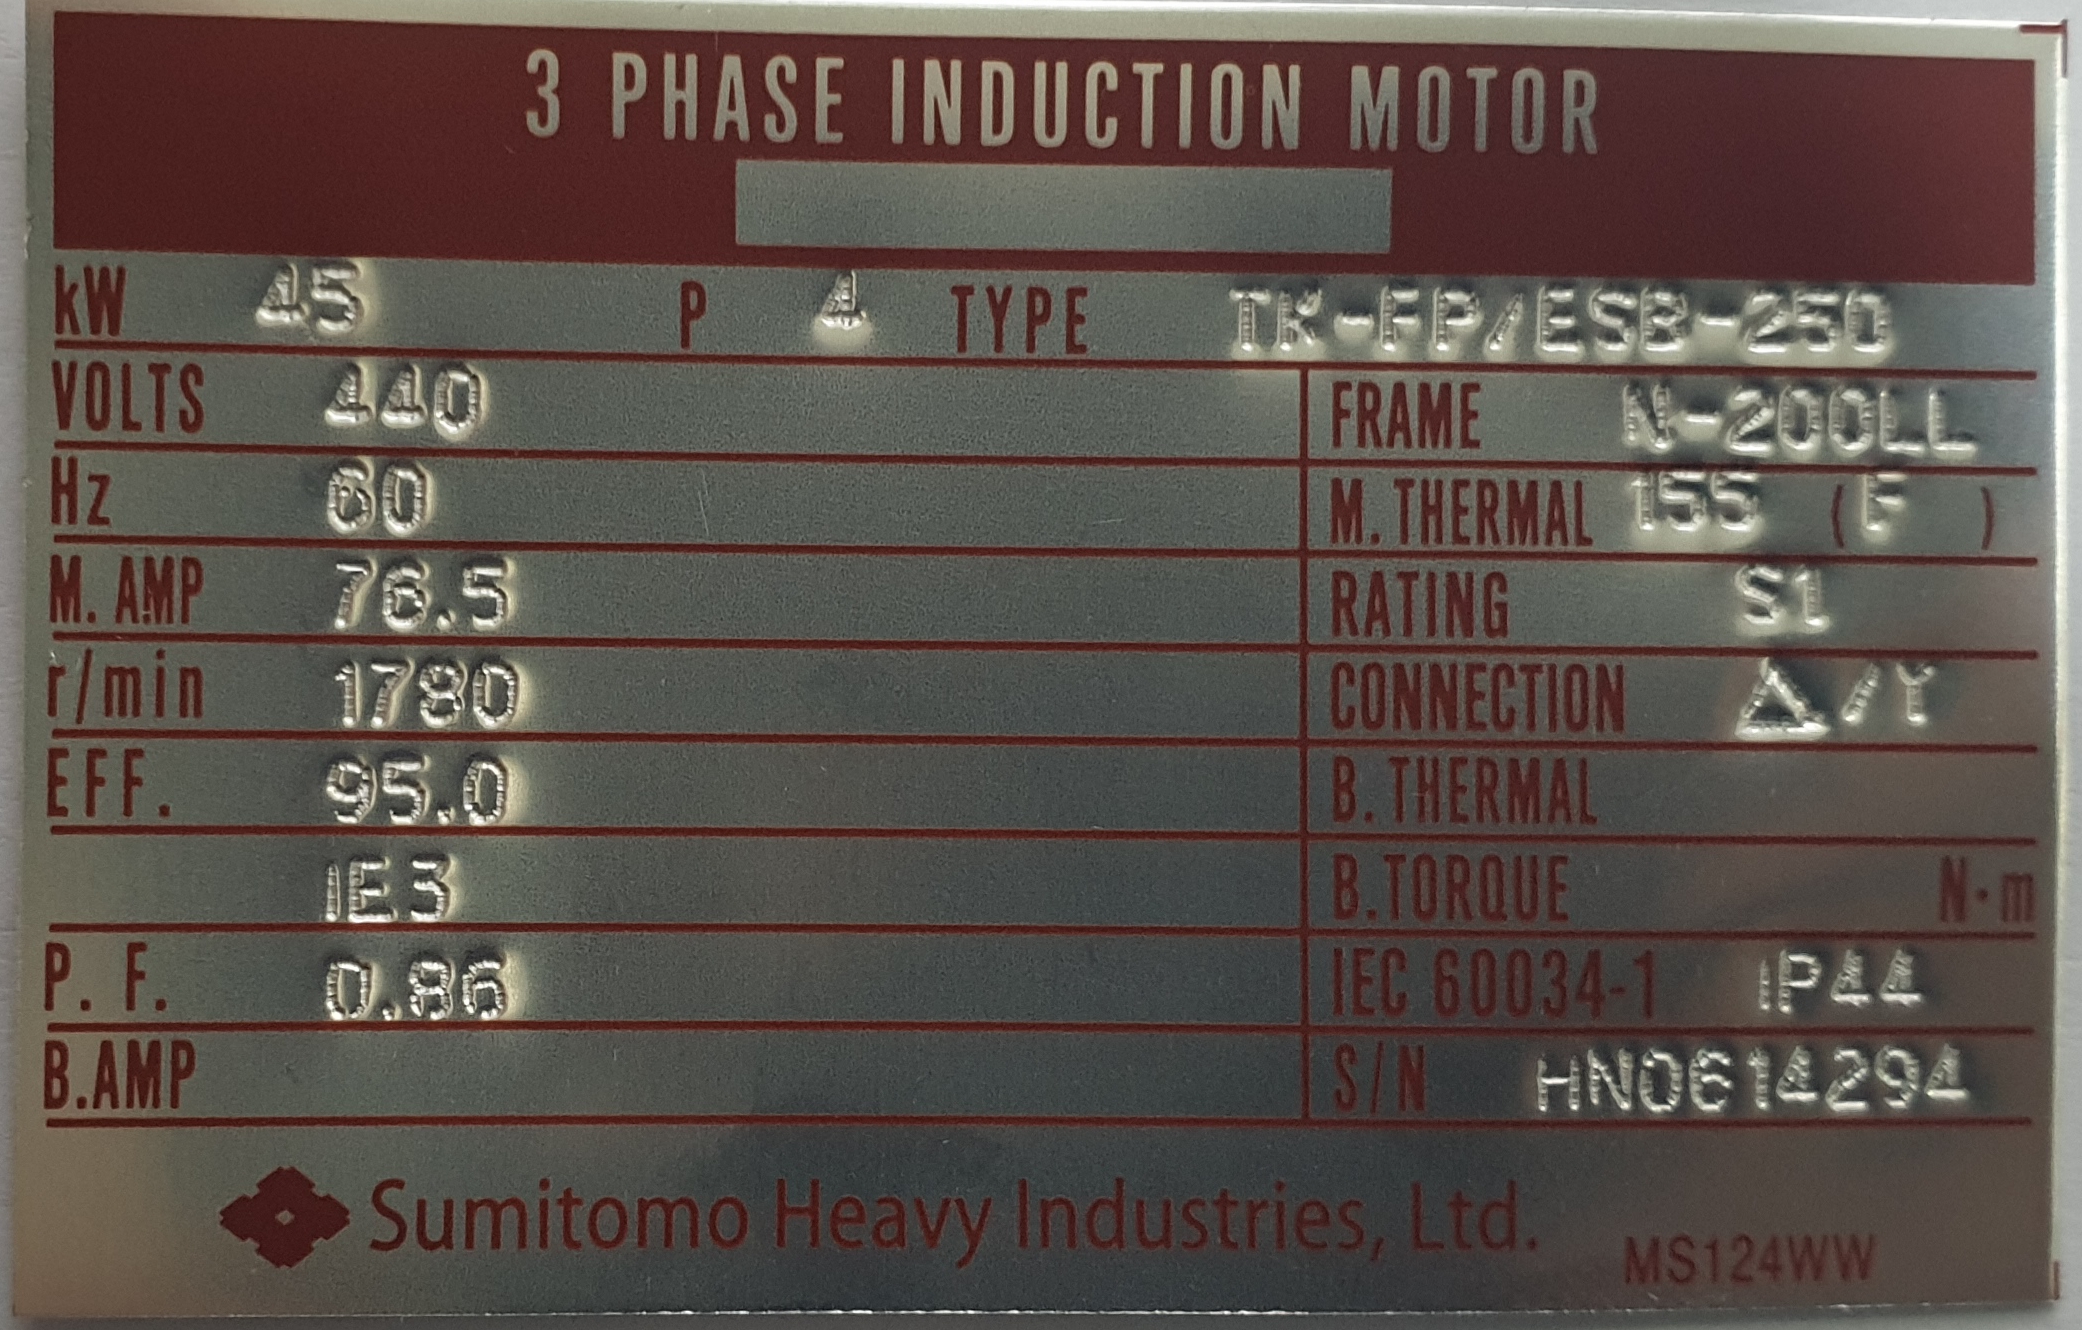 3 PHASE INDUCTION MOTOR
kW 45 P 4 TYPE TK-FP/ESB-250
VOLTS 440 FRAME N-200LL
Hz 60 M. THERMAL 155 (F )
M. AMP 76.5 RATING S1
r/min 1780 CONNECTION Δ/Y
EFF. 95.0 B. THERMAL
IE3 B.TORQUE N·m
P. F. 0.86 IEC 60034-1 IP44
B.AMP S/N HN0614294
Sumitomo Heavy Industries, Ltd.
MS124WW